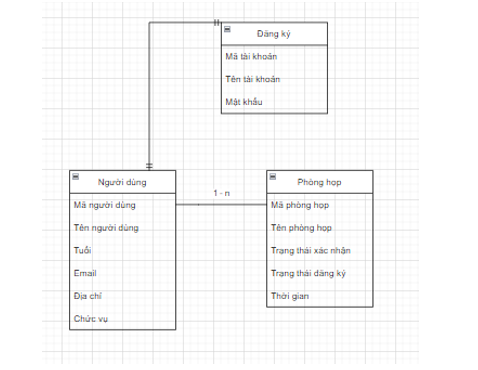 Đăng ký
Mã tài khoản
Tên tài khoản
Mật khẩu
Người dùng
Mã người dùng
Tên người dùng
Tuổi
Email
Địa chỉ
Chức vụ
1 - n
Phòng họp
Mã phòng họp
Tên phòng họp
Trạng thái xác nhận
Trạng thái đăng ký
Thời gian